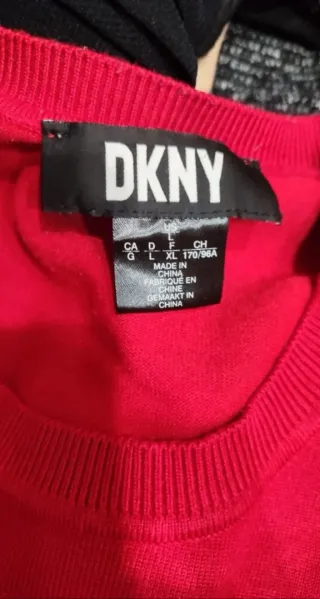 DKNY
US
L
CA D F CH
G L XL 170/96A
MADE IN
CHINA
FABRIQUÉ EN
CHINE
GEMAAKT IN
CHINA